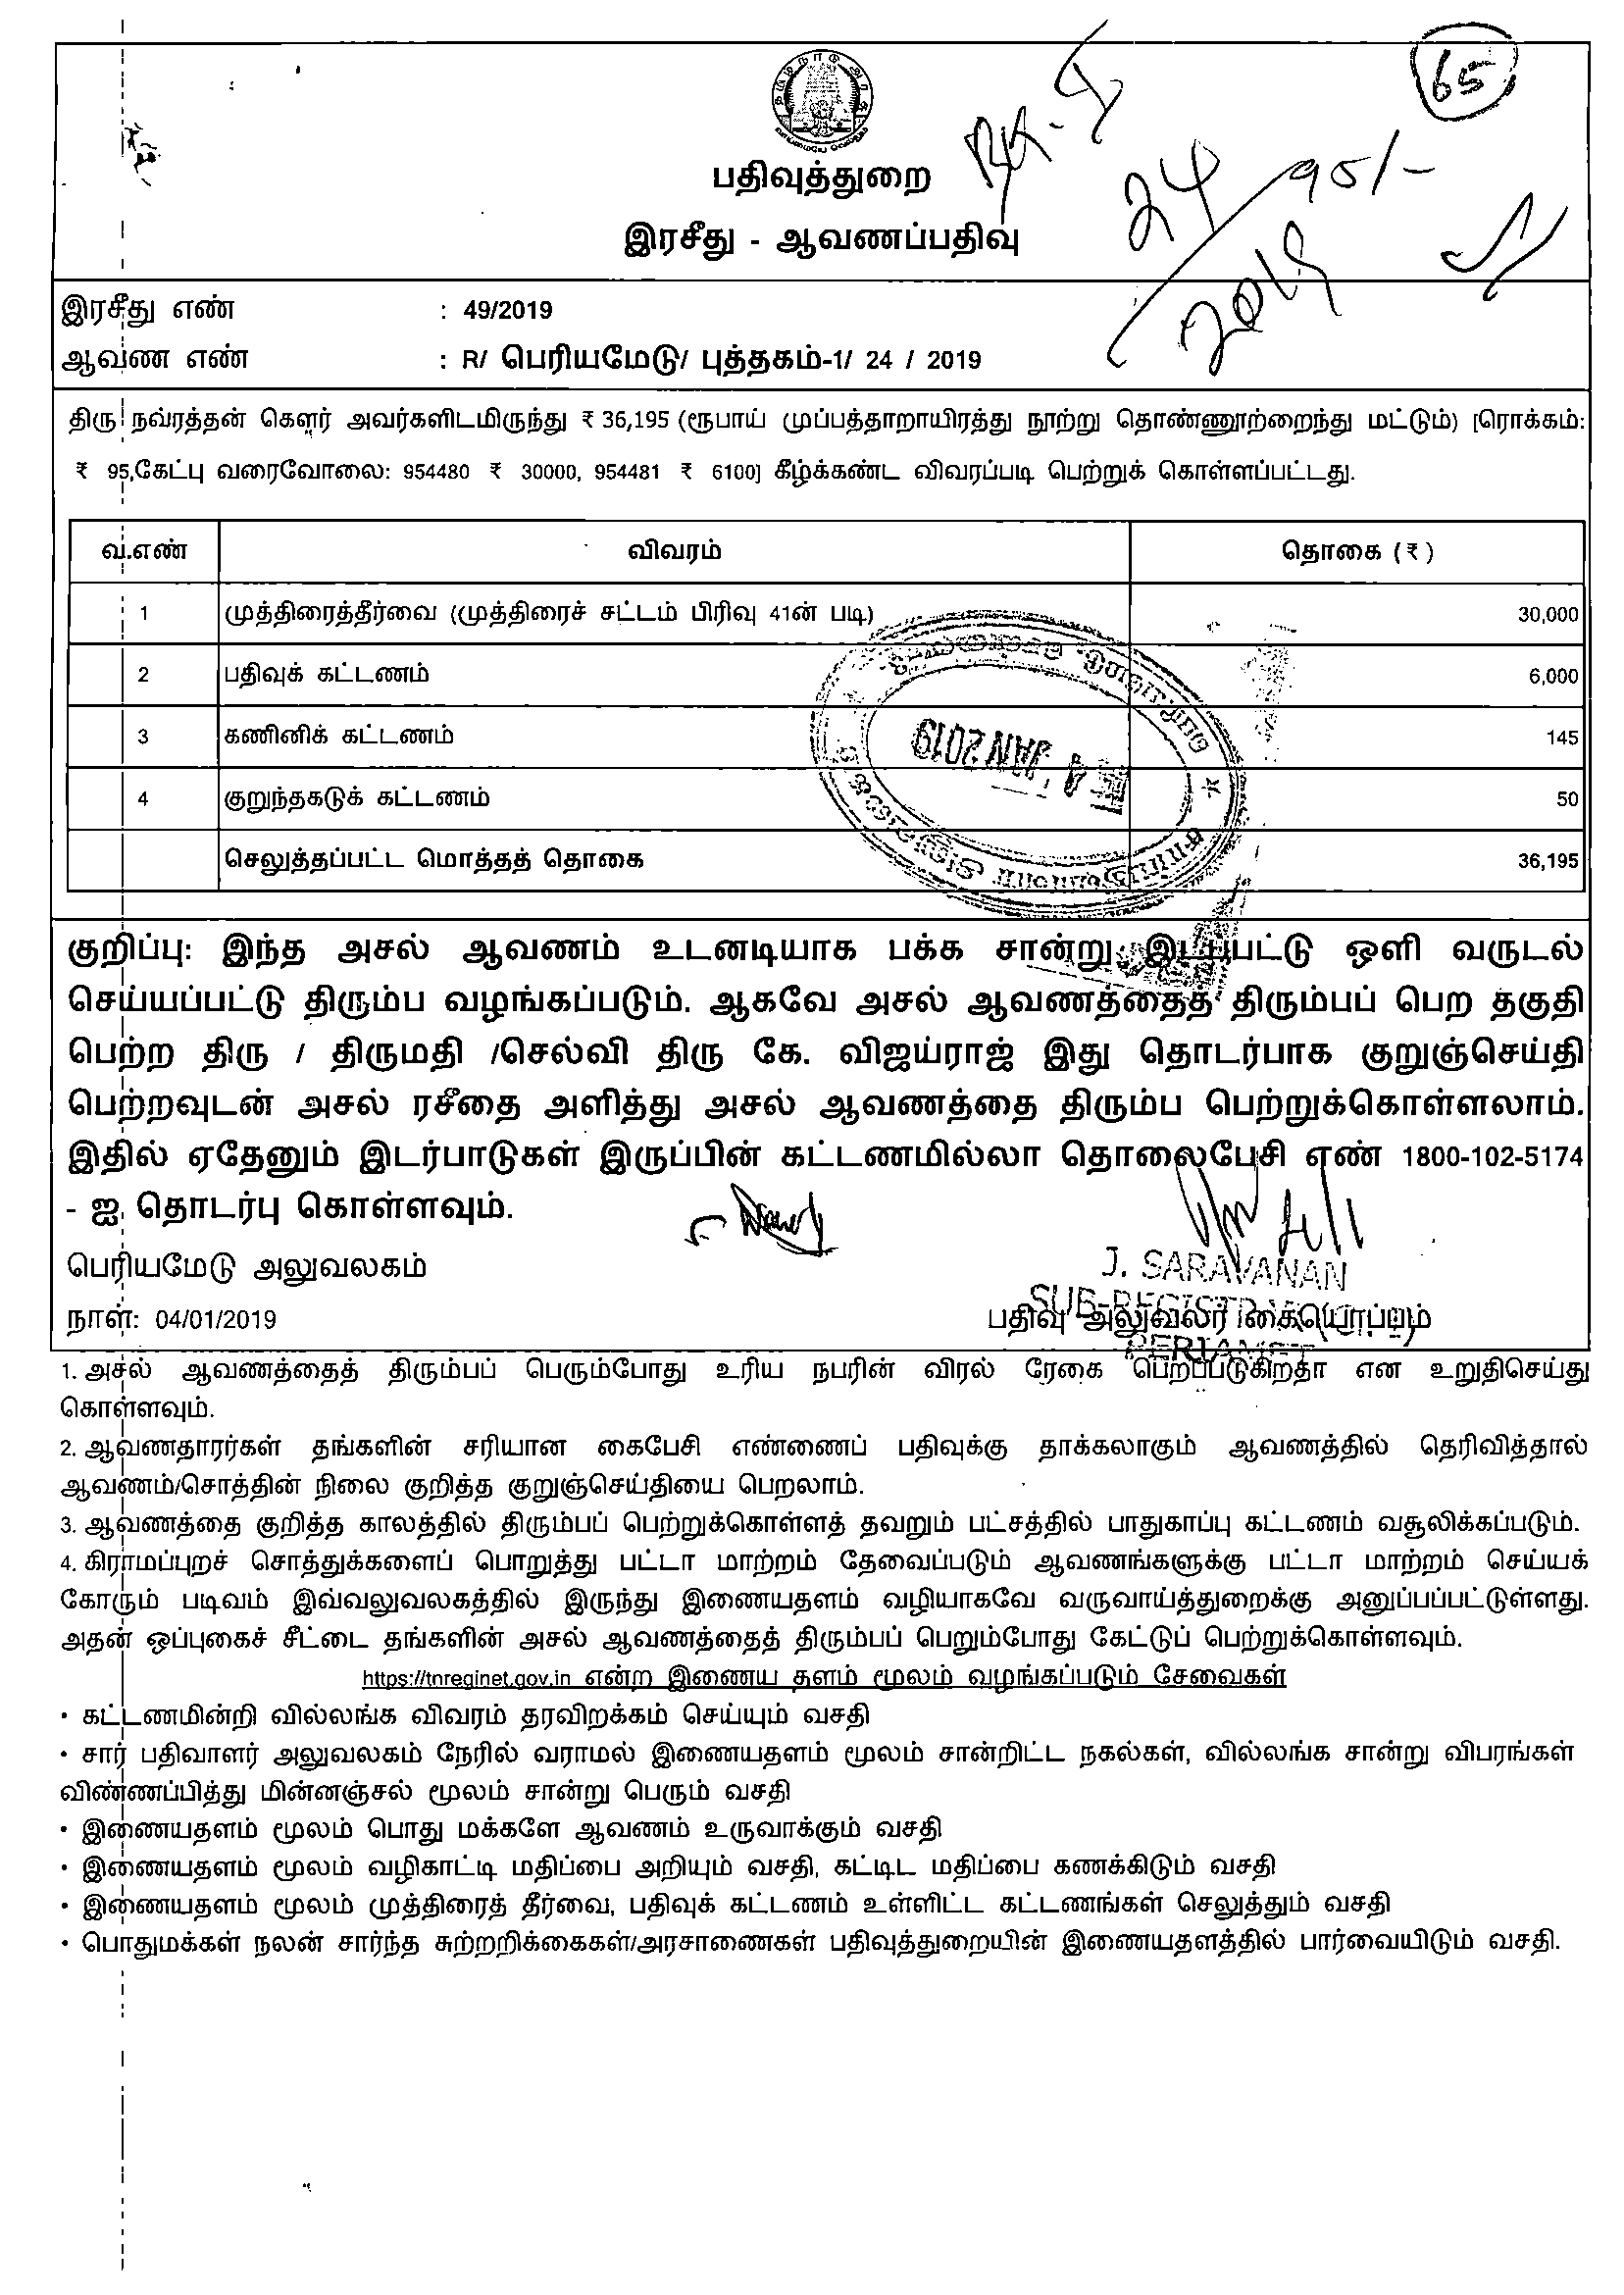 65
பதிவுத்துறை
இரசீது - ஆவணப்பதிவு
24/2019
இரசீது எண் : 49/2019
ஆவண எண் : R/ பெரியமேடு/ புத்தகம்-1/ 24 / 2019
திரு நவ்ரத்தன் கௌர் அவர்களிடமிருந்து ₹ 36,195 (ரூபாய் முப்பத்தாறாயிரத்து நூற்று தொண்ணூற்றைந்து மட்டும்) [ரொக்கம்:
₹ 95,கேட்பு வரைவோலை: 954480 ₹ 30000, 954481 ₹ 6100] கீழ்க்கண்ட விவரப்படி பெற்றுக் கொள்ளப்பட்டது.
வ.எண் விவரம் தொகை (₹)
1 முத்திரைத்தீர்வை (முத்திரைச் சட்டம் பிரிவு 41ன் படி) 30,000
2 பதிவுக் கட்டணம் 6,000
3 கணினிக் கட்டணம் 145
4 குறுந்தகடுக் கட்டணம் 50
செலுத்தப்பட்ட மொத்தத் தொகை 36,195
4 JAN 2019
குறிப்பு: இந்த அசல் ஆவணம் உடனடியாக பக்க சான்று இடப்பட்டு ஒளி வருடல்
செய்யப்பட்டு திரும்ப வழங்கப்படும். ஆகவே அசல் ஆவணத்தைத் திரும்பப் பெற தகுதி
பெற்ற திரு / திருமதி /செல்வி திரு கே. விஜய்ராஜ் இது தொடர்பாக குறுஞ்செய்தி
பெற்றவுடன் அசல் ரசீதை அளித்து அசல் ஆவணத்தை திரும்ப பெற்றுக்கொள்ளலாம்.
இதில் ஏதேனும் இடர்பாடுகள் இருப்பின் கட்டணமில்லா தொலைபேசி எண் 1800-102-5174
- ஐ தொடர்பு கொள்ளவும்.
பெரியமேடு அலுவலகம்
J. SARAVANAN
SUB-REGISTRAR
PERIAMET
நாள்: 04/01/2019 பதிவு அலுவலர் கையொப்பம்
1. அசல் ஆவணத்தைத் திரும்பப் பெரும்போது உரிய நபரின் விரல் ரேகை பெறப்படுகிறதா என உறுதிசெய்து
கொள்ளவும்.
2. ஆவணதாரர்கள் தங்களின் சரியான கைபேசி எண்ணைப் பதிவுக்கு தாக்கலாகும் ஆவணத்தில் தெரிவித்தால்
ஆவணம்/சொத்தின் நிலை குறித்த குறுஞ்செய்தியை பெறலாம்.
3. ஆவணத்தை குறித்த காலத்தில் திரும்பப் பெற்றுக்கொள்ளத் தவறும் பட்சத்தில் பாதுகாப்பு கட்டணம் வசூலிக்கப்படும்.
4. கிராமப்புறச் சொத்துக்களைப் பொறுத்து பட்டா மாற்றம் தேவைப்படும் ஆவணங்களுக்கு பட்டா மாற்றம் செய்யக்
கோரும் படிவம் இவ்வலுவலகத்தில் இருந்து இணையதளம் வழியாகவே வருவாய்த்துறைக்கு அனுப்பப்பட்டுள்ளது.
அதன் ஒப்புகைச் சீட்டை தங்களின் அசல் ஆவணத்தைத் திரும்பப் பெறும்போது கேட்டுப் பெற்றுக்கொள்ளவும்.
https://tnreginet.gov.in என்ற இணைய தளம் மூலம் வழங்கப்படும் சேவைகள்
• கட்டணமின்றி வில்லங்க விவரம் தரவிறக்கம் செய்யும் வசதி
• சார் பதிவாளர் அலுவலகம் நேரில் வராமல் இணையதளம் மூலம் சான்றிட்ட நகல்கள், வில்லங்க சான்று விபரங்கள்
விண்ணப்பித்து மின்னஞ்சல் மூலம் சான்று பெரும் வசதி
• இணையதளம் மூலம் பொது மக்களே ஆவணம் உருவாக்கும் வசதி
• இணையதளம் மூலம் வழிகாட்டி மதிப்பை அறியும் வசதி, கட்டிட மதிப்பை கணக்கிடும் வசதி
• இணையதளம் மூலம் முத்திரைத் தீர்வை, பதிவுக் கட்டணம் உள்ளிட்ட கட்டணங்கள் செலுத்தும் வசதி
• பொதுமக்கள் நலன் சார்ந்த சுற்றறிக்கைகள்/அரசாணைகள் பதிவுத்துறையின் இணையதளத்தில் பார்வையிடும் வசதி.